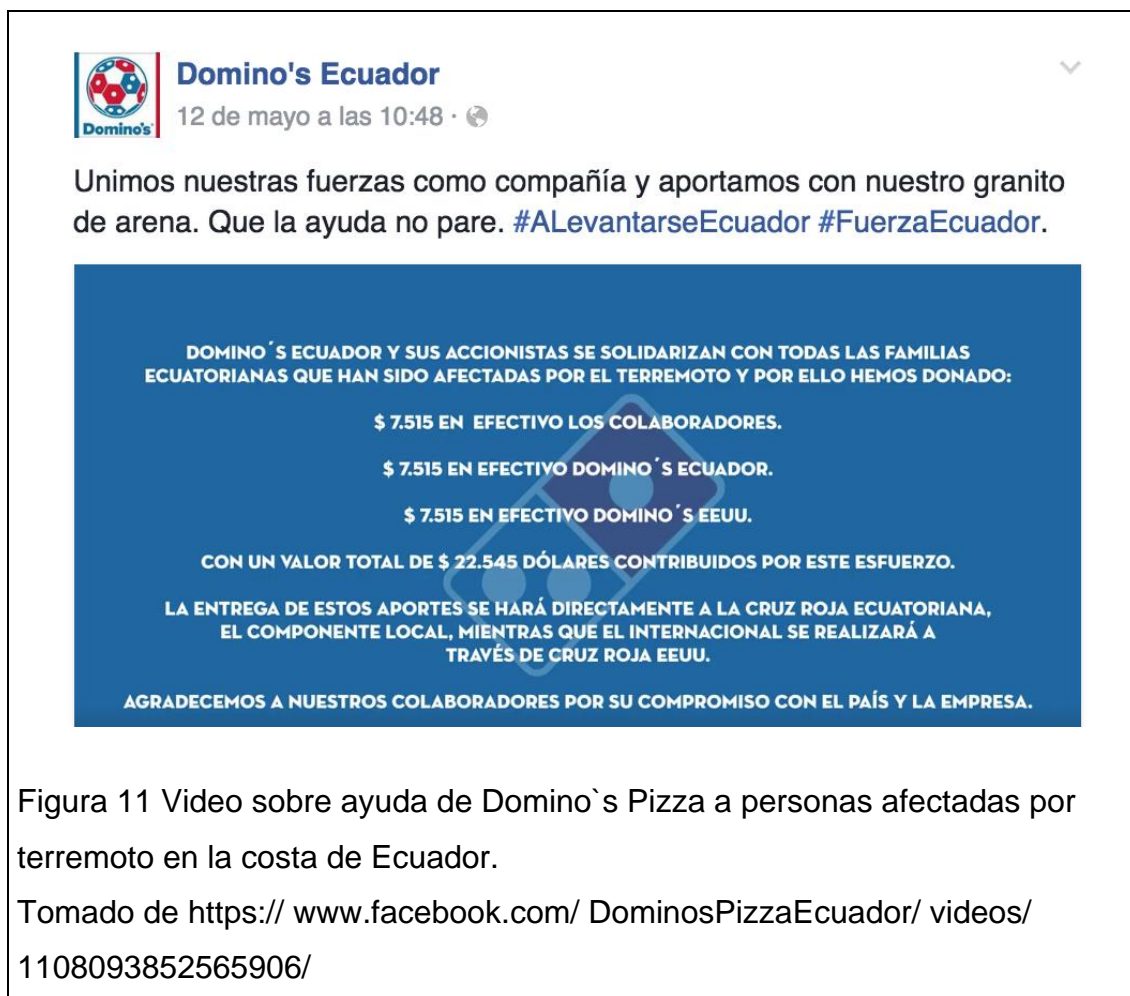 Domino's
Domino's Ecuador
12 de mayo a las 10:48 ·
Unimos nuestras fuerzas como compañía y aportamos con nuestro granito
de arena. Que la ayuda no pare. #ALevantarseEcuador #FuerzaEcuador.
DOMINO´S ECUADOR Y SUS ACCIONISTAS SE SOLIDARIZAN CON TODAS LAS FAMILIAS
ECUATORIANAS QUE HAN SIDO AFECTADAS POR EL TERREMOTO Y POR ELLO HEMOS DONADO:
$ 7.515 EN EFECTIVO LOS COLABORADORES.
$ 7.515 EN EFECTIVO DOMINO´S ECUADOR.
$ 7.515 EN EFECTIVO DOMINO´S EEUU.
CON UN VALOR TOTAL DE $ 22.545 DÓLARES CONTRIBUIDOS POR ESTE ESFUERZO.
LA ENTREGA DE ESTOS APORTES SE HARÁ DIRECTAMENTE A LA CRUZ ROJA ECUATORIANA,
EL COMPONENTE LOCAL, MIENTRAS QUE EL INTERNACIONAL SE REALIZARÁ A
TRAVÉS DE CRUZ ROJA EEUU.
AGRADECEMOS A NUESTROS COLABORADORES POR SU COMPROMISO CON EL PAÍS Y LA EMPRESA.
Figura 11 Video sobre ayuda de Domino`s Pizza a personas afectadas por
terremoto en la costa de Ecuador.
Tomado de https:// www.facebook.com/ DominosPizzaEcuador/ videos/
1108093852565906/